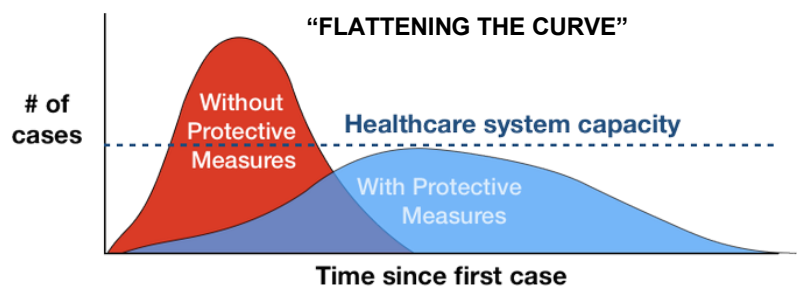 “FLATTENING THE CURVE”
# of
cases
Without
Protective
Measures
Healthcare system capacity
With Protective
Measures
Time since first case